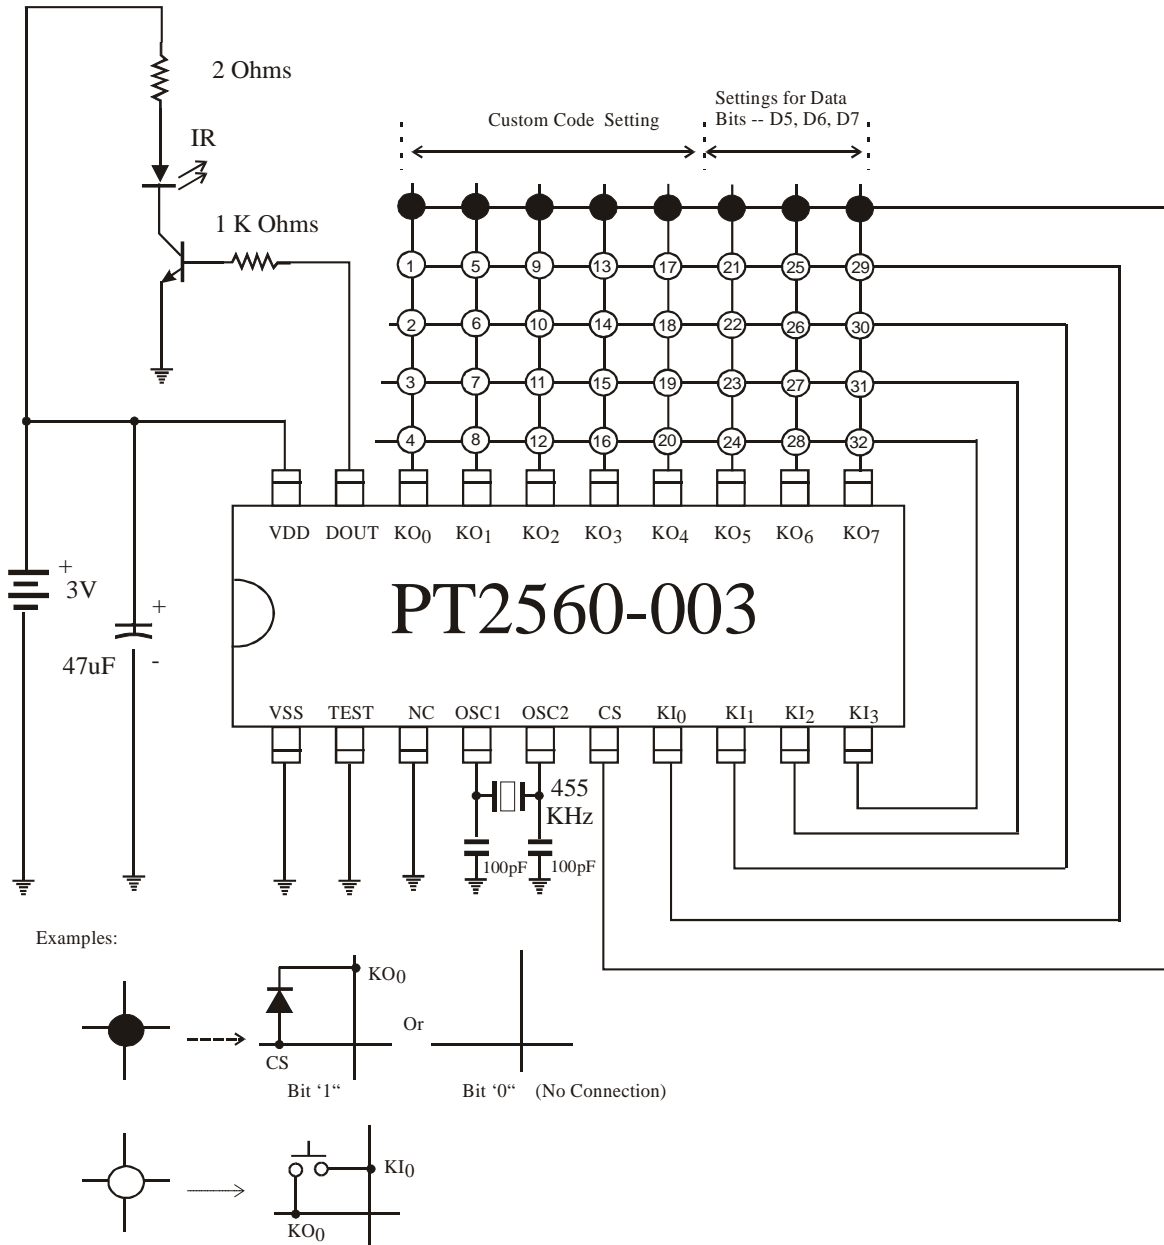 2 Ohms
IR
1 K Ohms
Custom Code Setting
Settings for Data
Bits -- D5, D6, D7
1 5 9 13 17 21 25 29
2 6 10 14 18 22 26 30
3 7 11 15 19 23 27 31
4 8 12 16 20 24 28 32
VDD DOUT KO0 KO1 KO2 KO3 KO4 KO5 KO6 KO7
PT2560-003
+
3V
+
47uF -
VSS TEST NC OSC1 OSC2 CS KI0 KI1 KI2 KI3
455
KHz
100pF 100pF
Examples:
KO0
Or
CS
Bit ‘1“
Bit ‘0“ (No Connection)
KI0
KO0